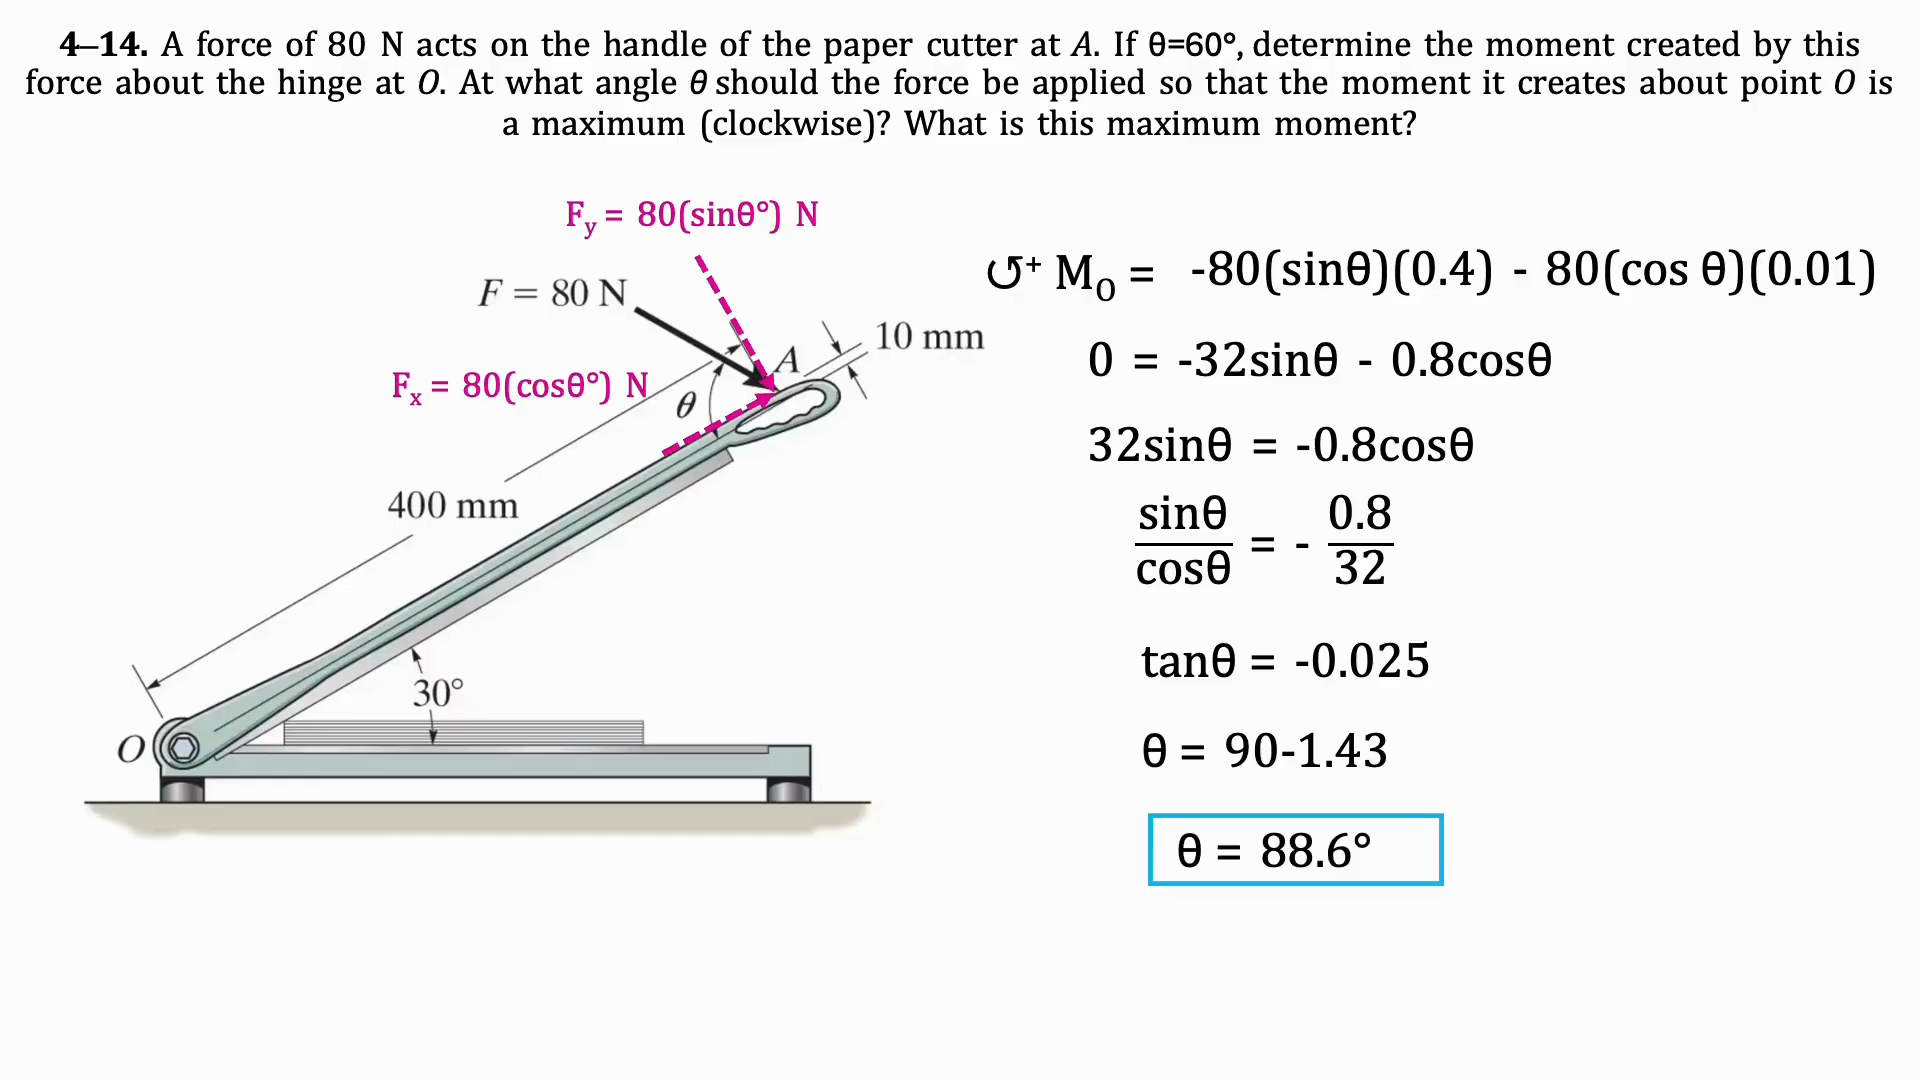 4–14. A force of 80 N acts on the handle of the paper cutter at A. If θ=60°, determine the moment created by this
force about the hinge at O. At what angle θ should the force be applied so that the moment it creates about point O is
a maximum (clockwise)? What is this maximum moment?
Fy = 80(sinθ°) N
F = 80 N
A
10 mm
Fx = 80(cosθ°) N
θ
400 mm
30°
O
↺+ MO = -80(sinθ)(0.4) - 80(cos θ)(0.01)
0 = -32sinθ - 0.8cosθ
32sinθ = -0.8cosθ
sinθ/cosθ = - 0.8/32
tanθ = -0.025
θ = 90-1.43
θ = 88.6°